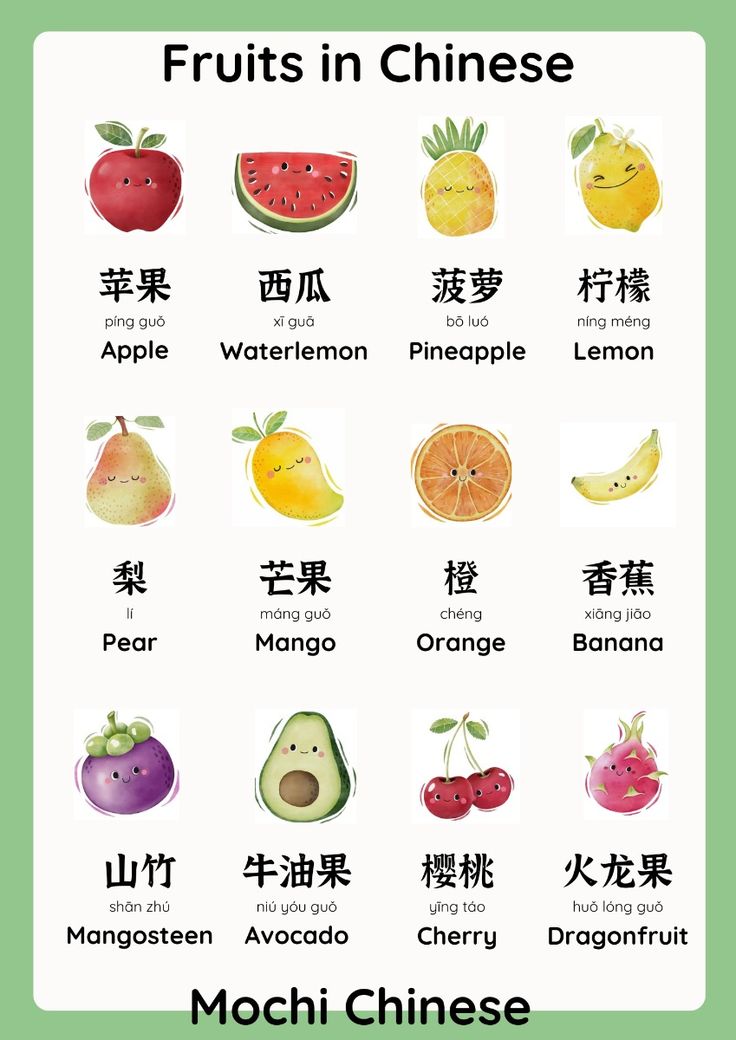 Fruits in Chinese
苹果 西瓜 菠萝 柠檬
píng guǒ xī guā bō luó níng méng
Apple Waterlemon Pineapple Lemon
梨 芒果 橙 香蕉
lí máng guǒ chéng xiāng jiāo
Pear Mango Orange Banana
山竹 牛油果 樱桃 火龙果
shān zhú niú yóu guǒ yīng táo huǒ lóng guǒ
Mangosteen Avocado Cherry Dragonfruit
Mochi Chinese